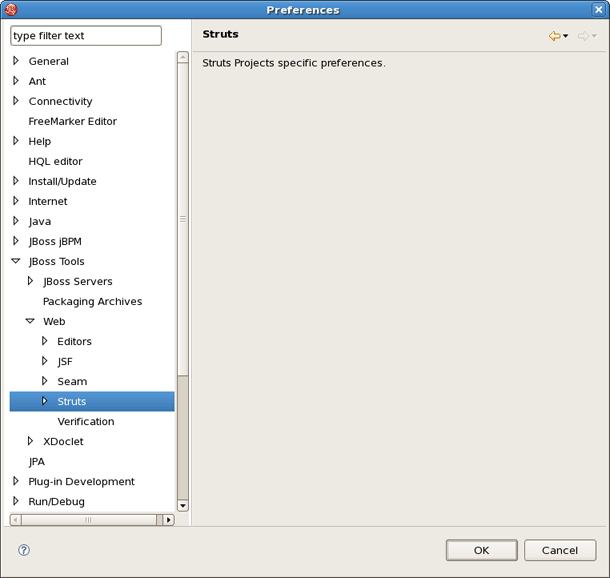 Preferences
type filter text
Struts
General
Struts Projects specific preferences.
Ant
Connectivity
FreeMarker Editor
Help
HQL editor
Install/Update
Internet
Java
JBoss jBPM
JBoss Tools
JBoss Servers
Packaging Archives
Web
Editors
JSF
Seam
Struts
Verification
XDoclet
JPA
Plug-in Development
Run/Debug
?
OK
Cancel